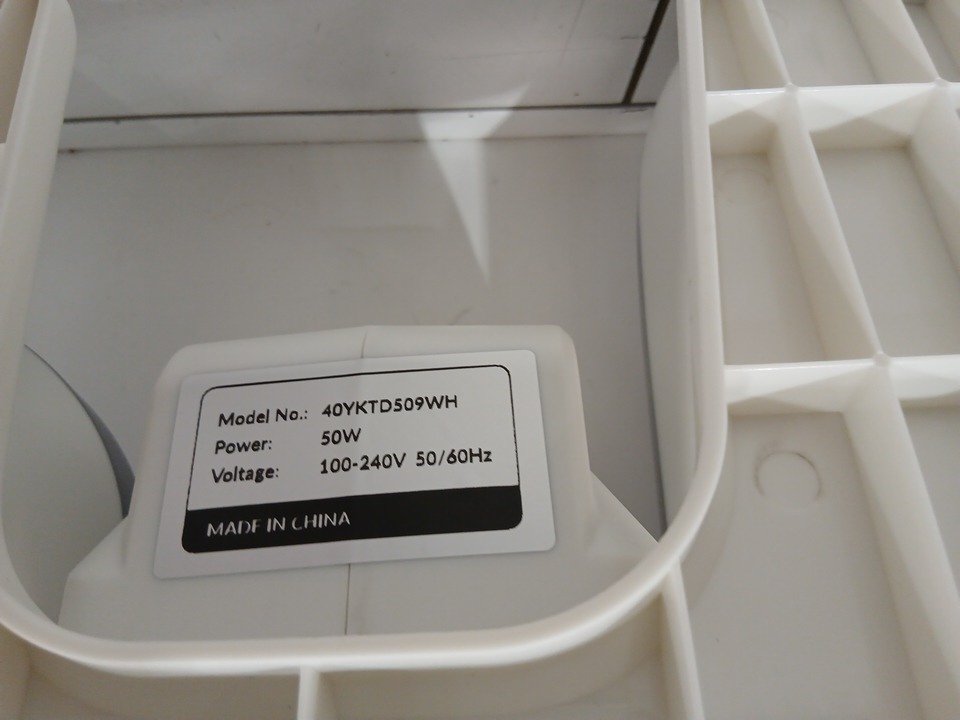 Model No.: 40YKTD509WH
Power: 50W
Voltage: 100-240V 50/60Hz
MADE IN CHINA